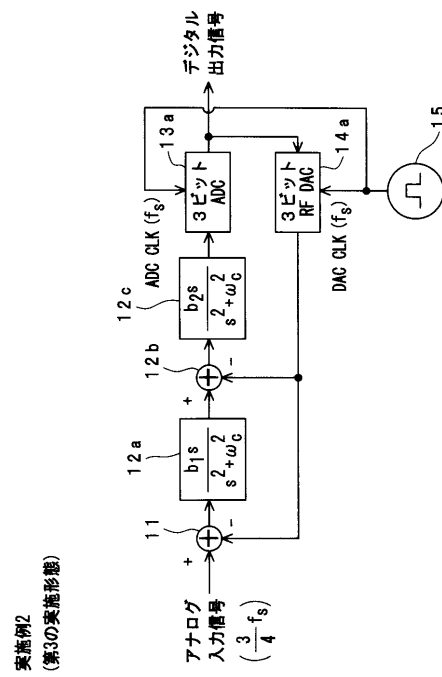 実施例2
(第3の実施形態)
アナログ
入力信号
(3/4 fs)
11
+
−
12a
b1s
s2+ωc2
12b
+
−
12c
b2s
s2+ωc2
ADC CLK(fs)
13a
3ビット
ADC
デジタル
出力信号
3ビット
RF DAC
14a
DAC CLK(fs)
15